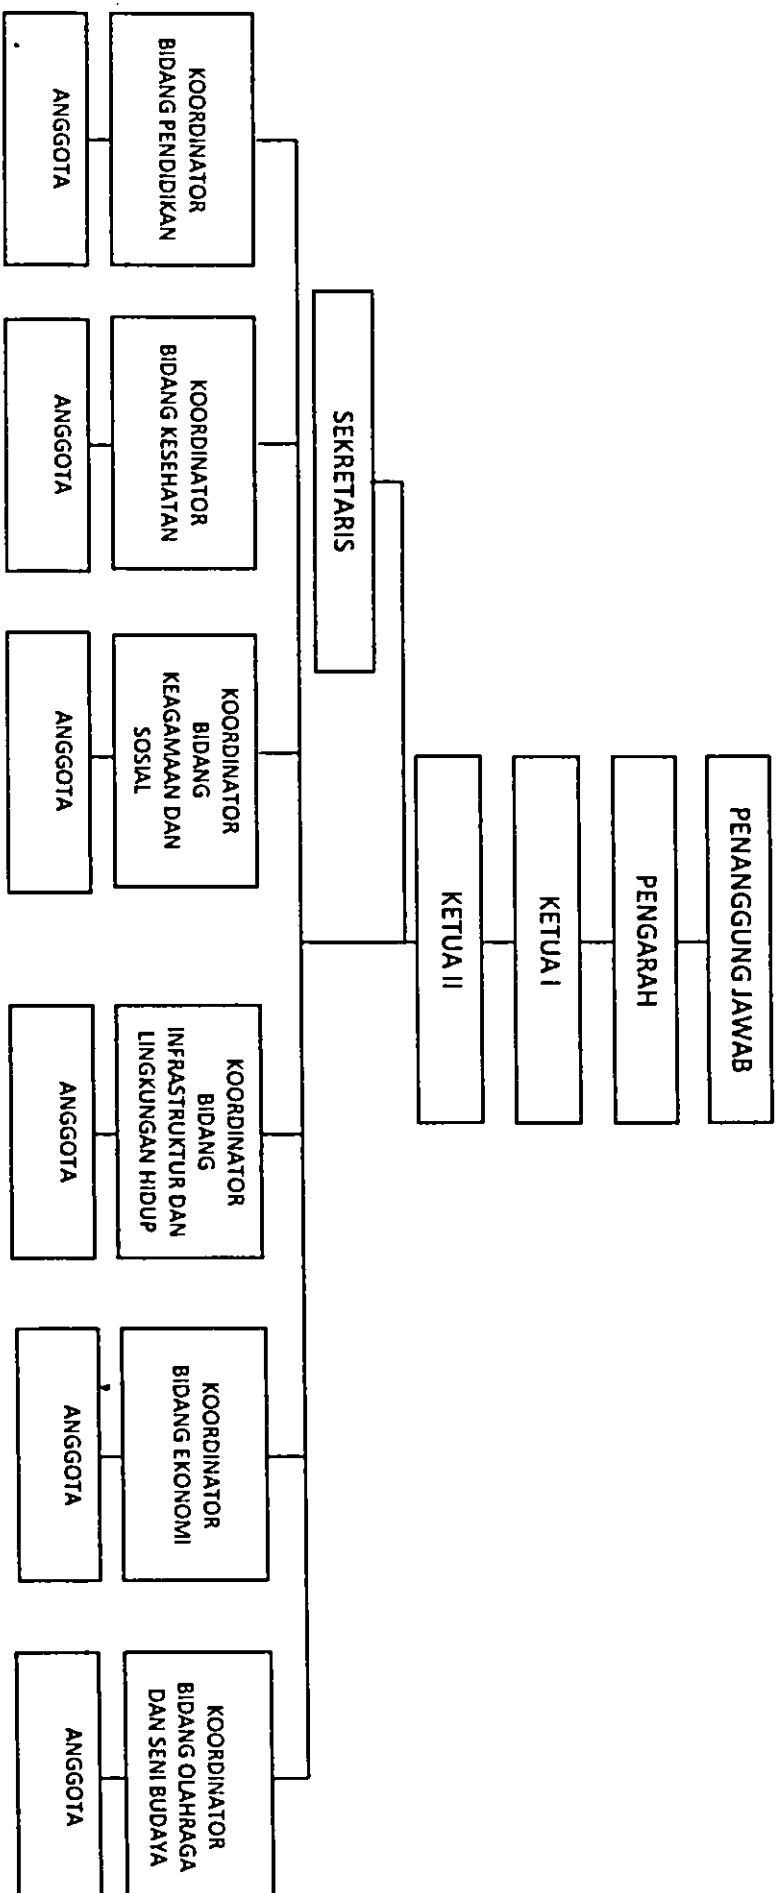 PENANGGUNG JAWAB
PENGARAH
KETUA I
KETUA II
SEKRETARIS
KOORDINATOR
BIDANG PENDIDIKAN
KOORDINATOR
BIDANG KESEHATAN
KOORDINATOR
BIDANG
KEAGAMAAN DAN
SOSIAL
KOORDINATOR
BIDANG
INFRASTRUKTUR DAN
LINGKUNGAN HIDUP
KOORDINATOR
BIDANG EKONOMI
KOORDINATOR
BIDANG OLAHRAGA
DAN SENI BUDAYA
ANGGOTA
ANGGOTA
ANGGOTA
ANGGOTA
ANGGOTA
ANGGOTA